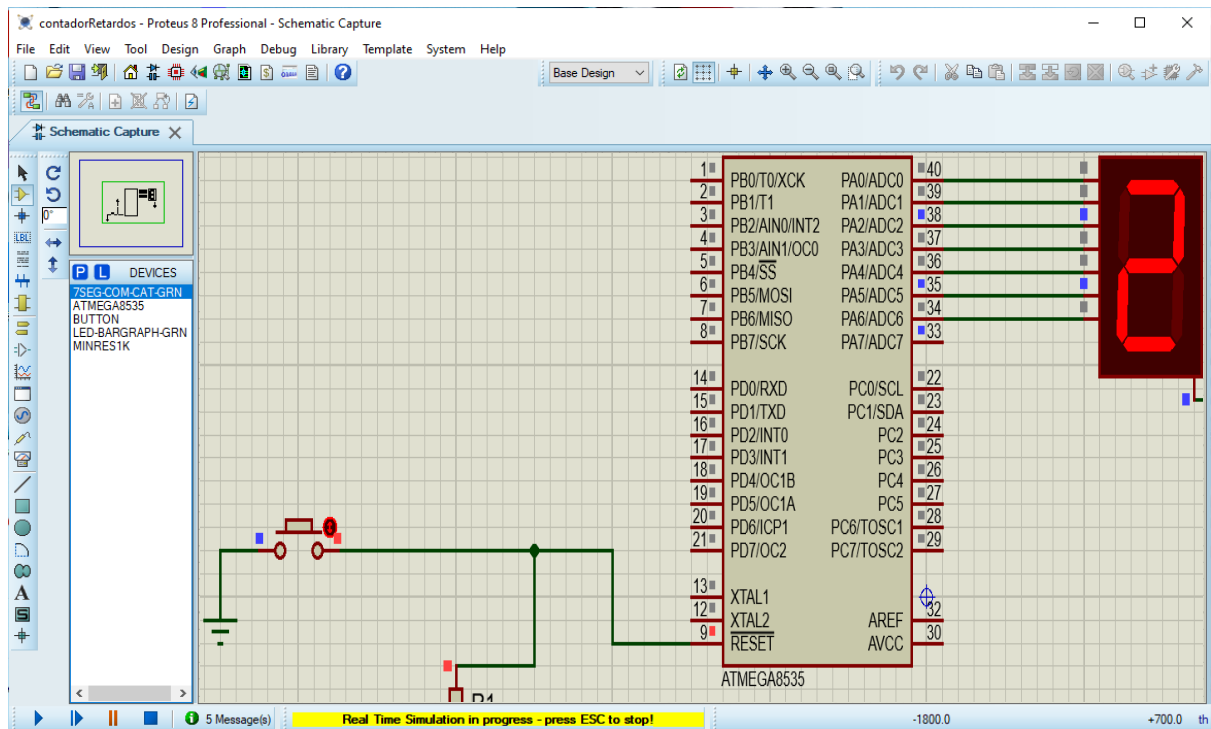 contadorRetardos - Proteus 8 Professional - Schematic Capture
File Edit View Tool Design Graph Debug Library Template System Help
Base Design
Schematic Capture
0°
LBL
P L DEVICES
7SEG-COM-CAT-GRN
ATMEGA8535
BUTTON
LED-BARGRAPH-GRN
MINRES1K
1 PB0/T0/XCK PA0/ADC0 40
2 PB1/T1 PA1/ADC1 39
3 PB2/AIN0/INT2 PA2/ADC2 38
4 PB3/AIN1/OC0 PA3/ADC3 37
5 PB4/SS PA4/ADC4 36
6 PB5/MOSI PA5/ADC5 35
7 PB6/MISO PA6/ADC6 34
8 PB7/SCK PA7/ADC7 33
14 PD0/RXD PC0/SCL 22
15 PD1/TXD PC1/SDA 23
16 PD2/INT0 PC2 24
17 PD3/INT1 PC3 25
18 PD4/OC1B PC4 26
19 PD5/OC1A PC5 27
20 PD6/ICP1 PC6/TOSC1 28
21 PD7/OC2 PC7/TOSC2 29
13 XTAL1
12 XTAL2 AREF 32
9 RESET AVCC 30
ATMEGA8535
2
R1
A
S
5 Message(s) Real Time Simulation in progress - press ESC to stop! -1800.0 +700.0 th